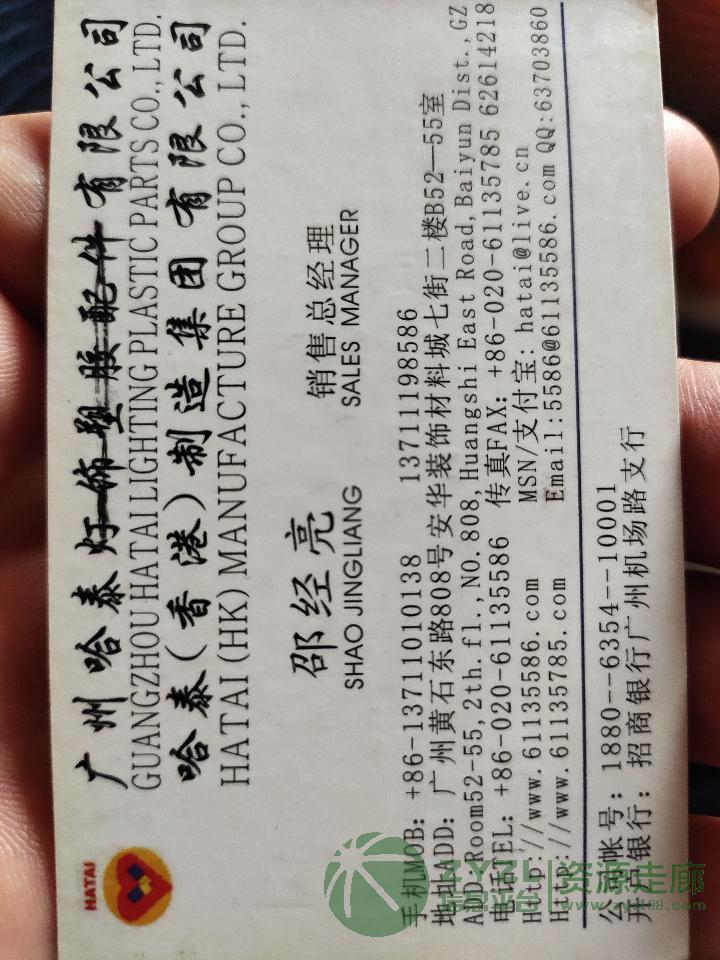 HATAI
广州哈泰灯饰塑胶配件有限公司
GUANGZHOU HATAI LIGHTING PLASTIC PARTS CO., LTD.
哈泰(香港)制造集团有限公司
HATAI (HK) MANUFACTURE GROUP CO., LTD.
邵经亮 销售总经理
SHAO JINGLIANG SALES MANAGER
手机MOB: +86-13711010138 13711198586
地址ADD: 广州黄石东路808号安华装饰材料城七街二楼B52—55室
ADD:Room52-55,2th.fl.,NO.808,Huangshi East Road,Baiyun Dist.,GZ
电话TEL: +86-020-61135586 传真FAX: +86-020-61135785 62614218
Http://www.61135586.com MSN/支付宝: hatai@live.cn
Http://www.61135785.com Email:5586@61135586.com QQ:63703860
公司帐号: 1880--6354--10001
开户银行: 招商银行广州机场路支行
ZYZL 资源走廊